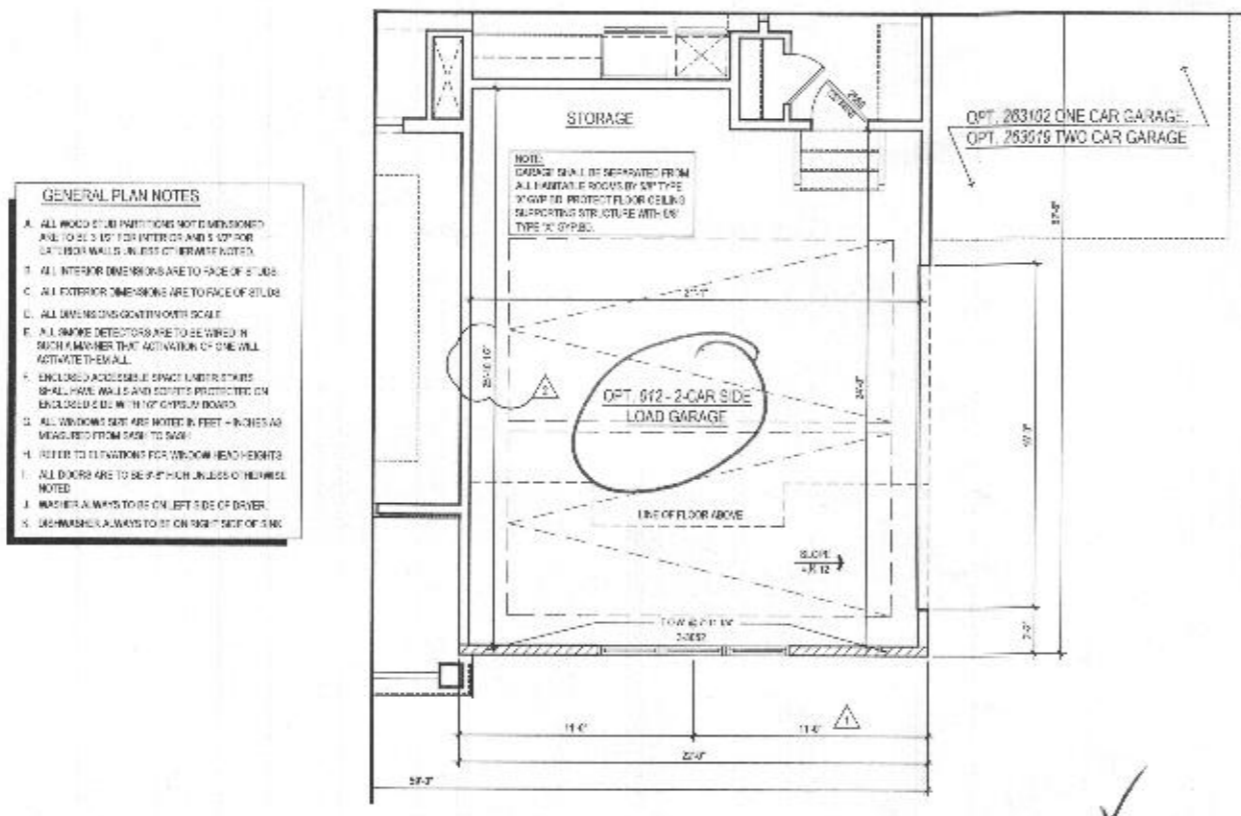 GENERAL PLAN NOTES
A. ALL WOOD STUD PARTITIONS NOT DIMENSIONED
ARE TO BE 3 1/2" FOR INTERIOR AND 5 1/2" FOR
EXTERIOR WALLS UNLESS OTHERWISE NOTED.
B. ALL INTERIOR DIMENSIONS ARE TO FACE OF STUDS.
C. ALL EXTERIOR DIMENSIONS ARE TO FACE OF STUDS
ALL DIMENSIONS GOVERN OVER SCALE
E. ALL SMOKE DETECTORS ARE TO BE WIRED IN
SUCH A MANNER THAT ACTIVATION OF ONE WILL
ACTIVATE THEM ALL.
F. ENCLOSED ACCESSIBLE SPACE UNDER STAIRS
SHALL HAVE WALLS AND SOFFITS PROTECTED ON
ENCLOSED SIDE WITH 1/2" GYPSUM BOARD.
G. ALL WINDOWS SIZE ARE NOTED IN FEET - INCHES AS
MEASURED FROM SASH TO SASH
H. REFER TO ELEVATIONS FOR WINDOW HEAD HEIGHTS
I. ALL DOORS ARE TO BE HIGH UNLESS OTHERWISE
NOTED
J. WASHER ALWAYS TO BE ON LEFT SIDE OF DRYER.
K. DISHWASHER ALWAYS TO BE ON RIGHT SIDE OF SINK
STORAGE
NOTE:
GARAGE SHALL BE SEPARATED FROM
ALL HABITABLE ROOMS BY 5/8" TYPE
"X" GYP. BD. PROTECT FLOOR CEILING
SUPPORTING STRUCTURE WITH 5/8"
TYPE "X" GYP.BD.
OPT. 263102 ONE CAR GARAGE
OPT. 263019 TWO CAR GARAGE
21'-1"
2
OPT. 612 - 2-CAR SIDE
LOAD GARAGE
LINE OF FLOOR ABOVE
SLOPE
11'-0"
11'-0"
1
22'-0"